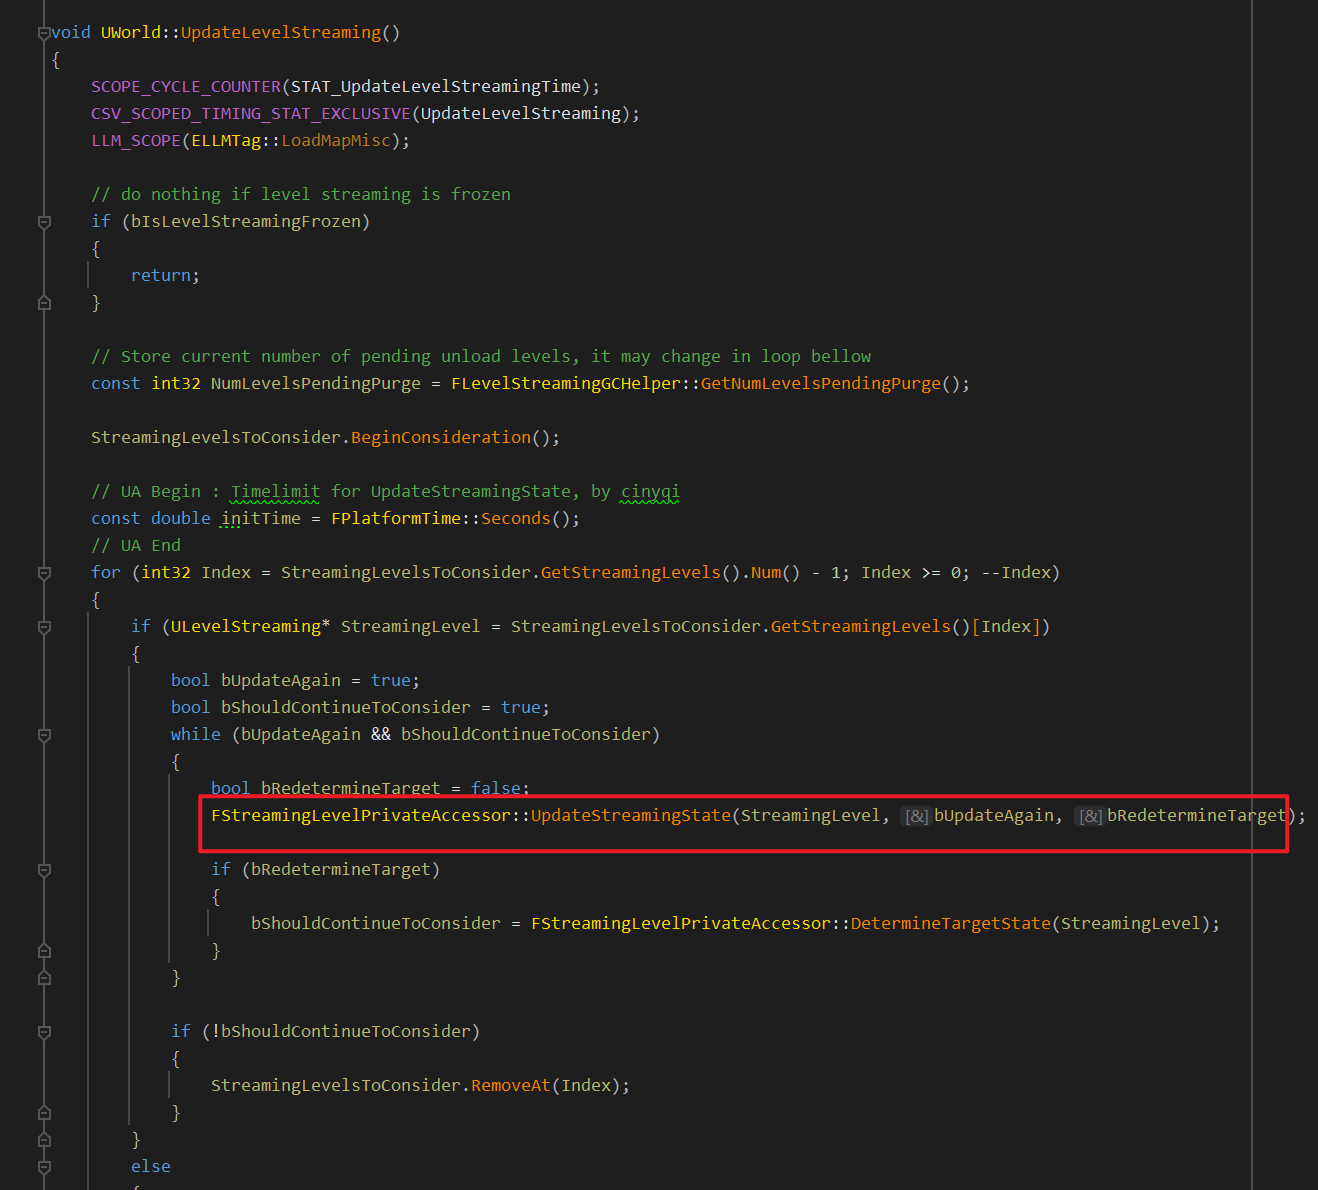 void UWorld::UpdateLevelStreaming()
{
    SCOPE_CYCLE_COUNTER(STAT_UpdateLevelStreamingTime);
    CSV_SCOPED_TIMING_STAT_EXCLUSIVE(UpdateLevelStreaming);
    LLM_SCOPE(ELLMTag::LoadMapMisc);

    // do nothing if level streaming is frozen
    if (bIsLevelStreamingFrozen)
    {
        return;
    }

    // Store current number of pending unload levels, it may change in loop bellow
    const int32 NumLevelsPendingPurge = FLevelStreamingGCHelper::GetNumLevelsPendingPurge();

    StreamingLevelsToConsider.BeginConsideration();

    // UA Begin : Timelimit for UpdateStreamingState, by cinyqi
    const double initTime = FPlatformTime::Seconds();
    // UA End
    for (int32 Index = StreamingLevelsToConsider.GetStreamingLevels().Num() - 1; Index >= 0; --Index)
    {
        if (ULevelStreaming* StreamingLevel = StreamingLevelsToConsider.GetStreamingLevels()[Index])
        {
            bool bUpdateAgain = true;
            bool bShouldContinueToConsider = true;
            while (bUpdateAgain && bShouldContinueToConsider)
            {
                bool bRedetermineTarget = false;
                FStreamingLevelPrivateAccessor::UpdateStreamingState(StreamingLevel, [&]bUpdateAgain, [&]bRedetermineTarget);

                if (bRedetermineTarget)
                {
                    bShouldContinueToConsider = FStreamingLevelPrivateAccessor::DetermineTargetState(StreamingLevel);
                }
            }

            if (!bShouldContinueToConsider)
            {
                StreamingLevelsToConsider.RemoveAt(Index);
            }
        }
        else